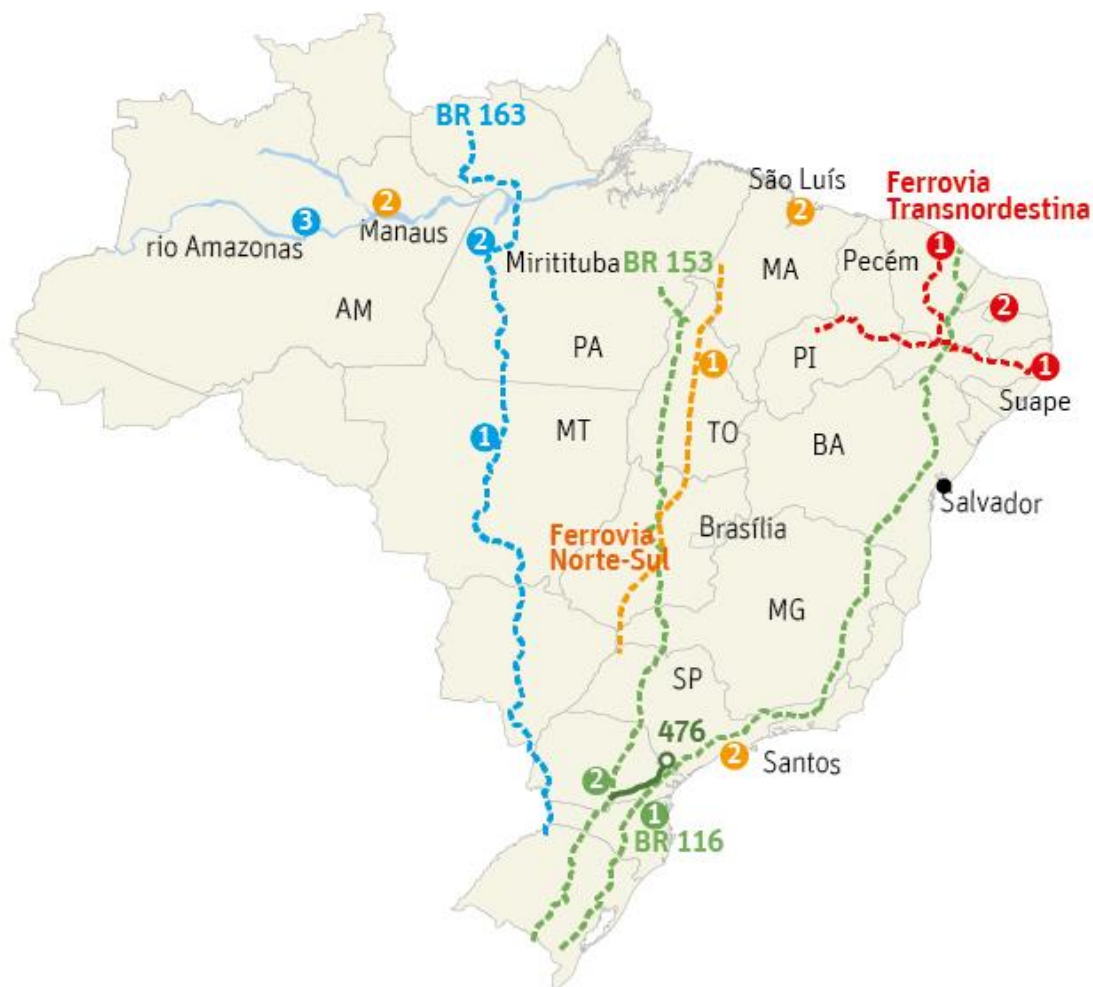 BR 163
São Luís
Ferrovia
Transnordestina
2
2
3
Manaus
1
rio Amazonas
2
Miritituba
BR 153
MA
Pecém
2
AM
PA
1
PI
1
Suape
1
MT
TO
BA
Salvador
Ferrovia
Norte-Sul
Brasília
MG
SP
476
2
Santos
2
1
BR 116